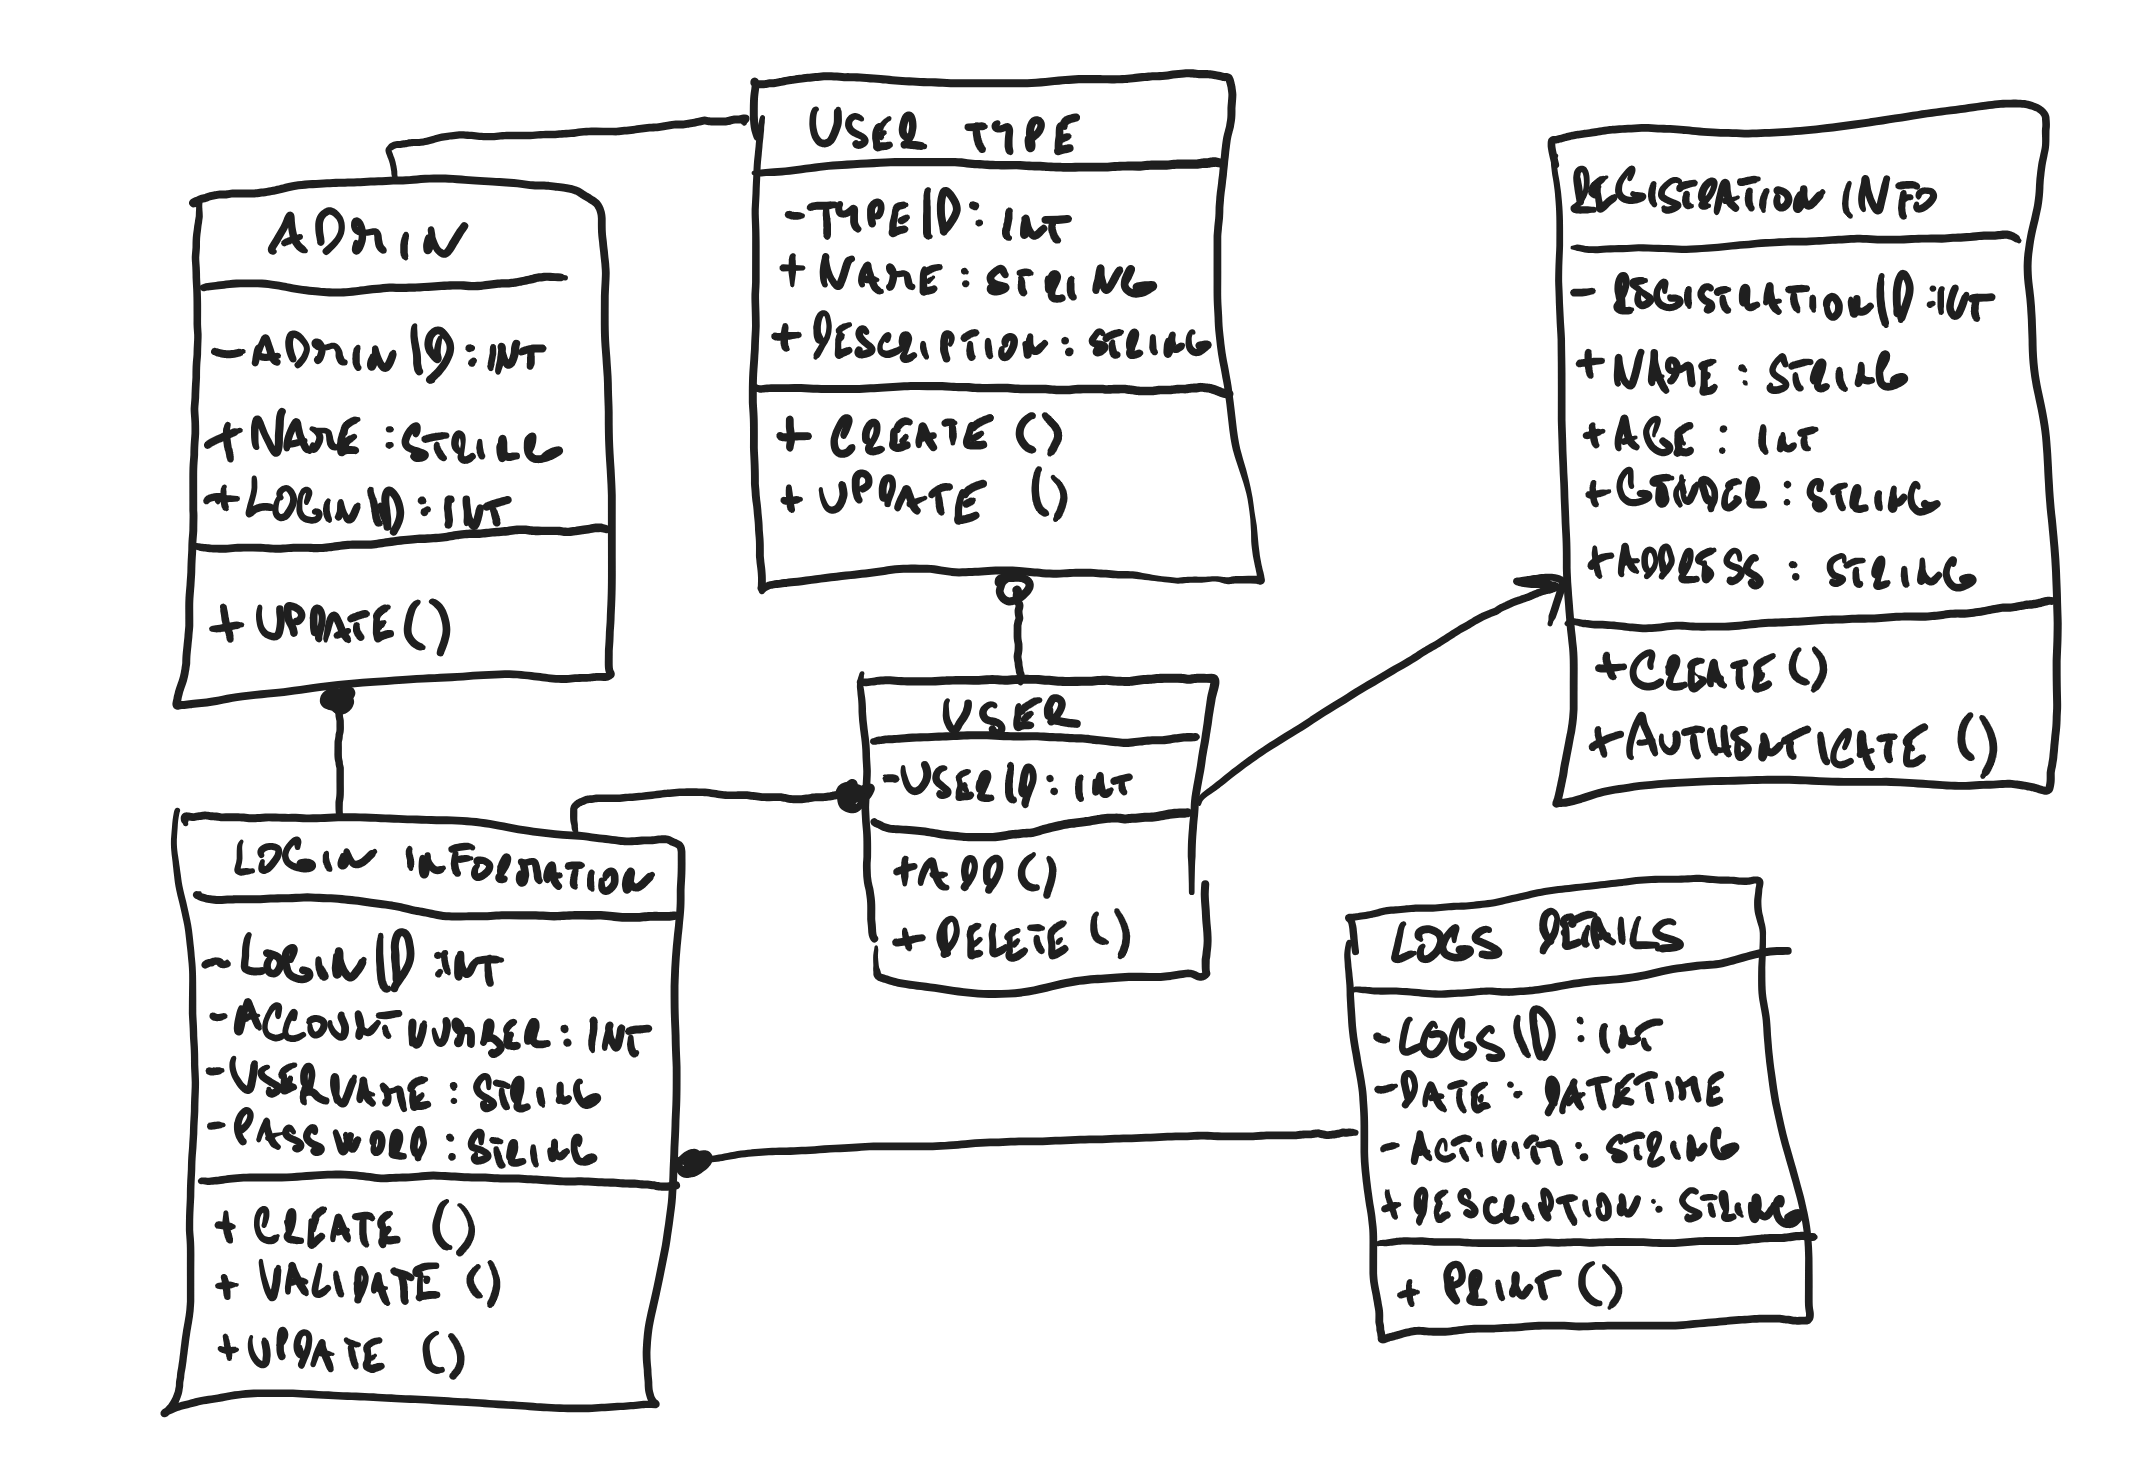 ADMIN
- ADMIN ID : INT
+ NAME : STRING
+ LOGIN ID : INT
+ UPDATE ()
USER TYPE
- TYPE ID : INT
+ NAME : STRING
+ DESCRIPTION : STRING
+ CREATE ()
+ UPDATE ()
REGISTRATION INFO
- REGISTRATION ID : INT
+ NAME : STRING
+ AGE : INT
+ GENDER : STRING
+ ADDRESS : STRING
+ CREATE ()
+ AUTHENTICATE ()
USER
- USER ID : INT
+ ADD ()
+ DELETE ()
LOGIN INFORMATION
- LOGIN ID : INT
- ACCOUNT NUMBER : INT
- USERNAME : STRING
- PASSWORD : STRING
+ CREATE ()
+ VALIDATE ()
+ UPDATE ()
LOGS DETAILS
- LOGS ID : INT
- DATE : DATETIME
- ACTIVITY : STRING
+ DESCRIPTION : STRING
+ PRINT ()